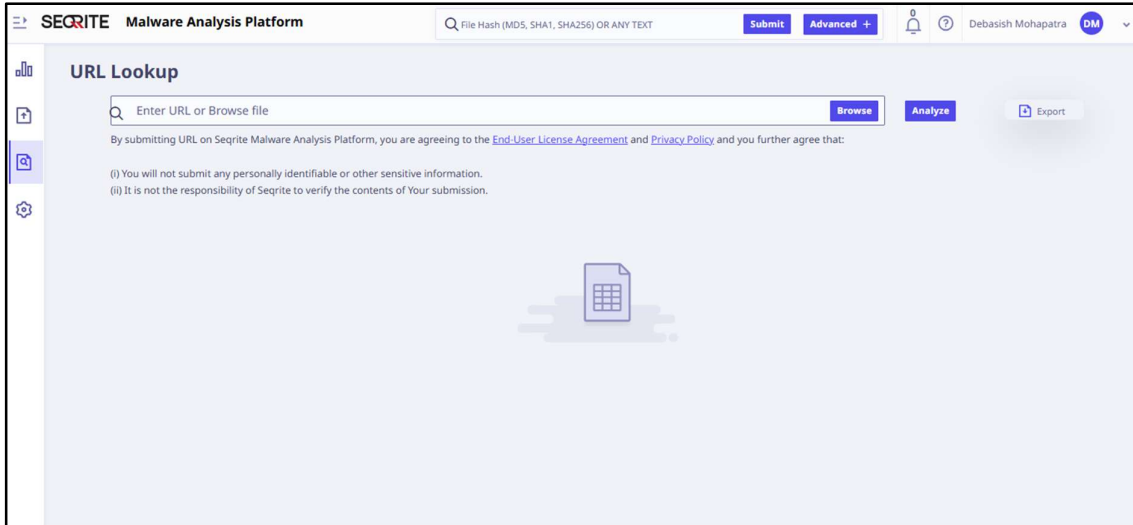 SEQRITE Malware Analysis Platform
File Hash (MD5, SHA1, SHA256) OR ANY TEXT
Submit
Advanced +
0
?
Debasish Mohapatra
DM
URL Lookup
Enter URL or Browse file
Browse
Analyze
Export
By submitting URL on Seqrite Malware Analysis Platform, you are agreeing to the End-User License Agreement and Privacy Policy and you further agree that:
(i) You will not submit any personally identifiable or other sensitive information.
(ii) It is not the responsibility of Seqrite to verify the contents of Your submission.